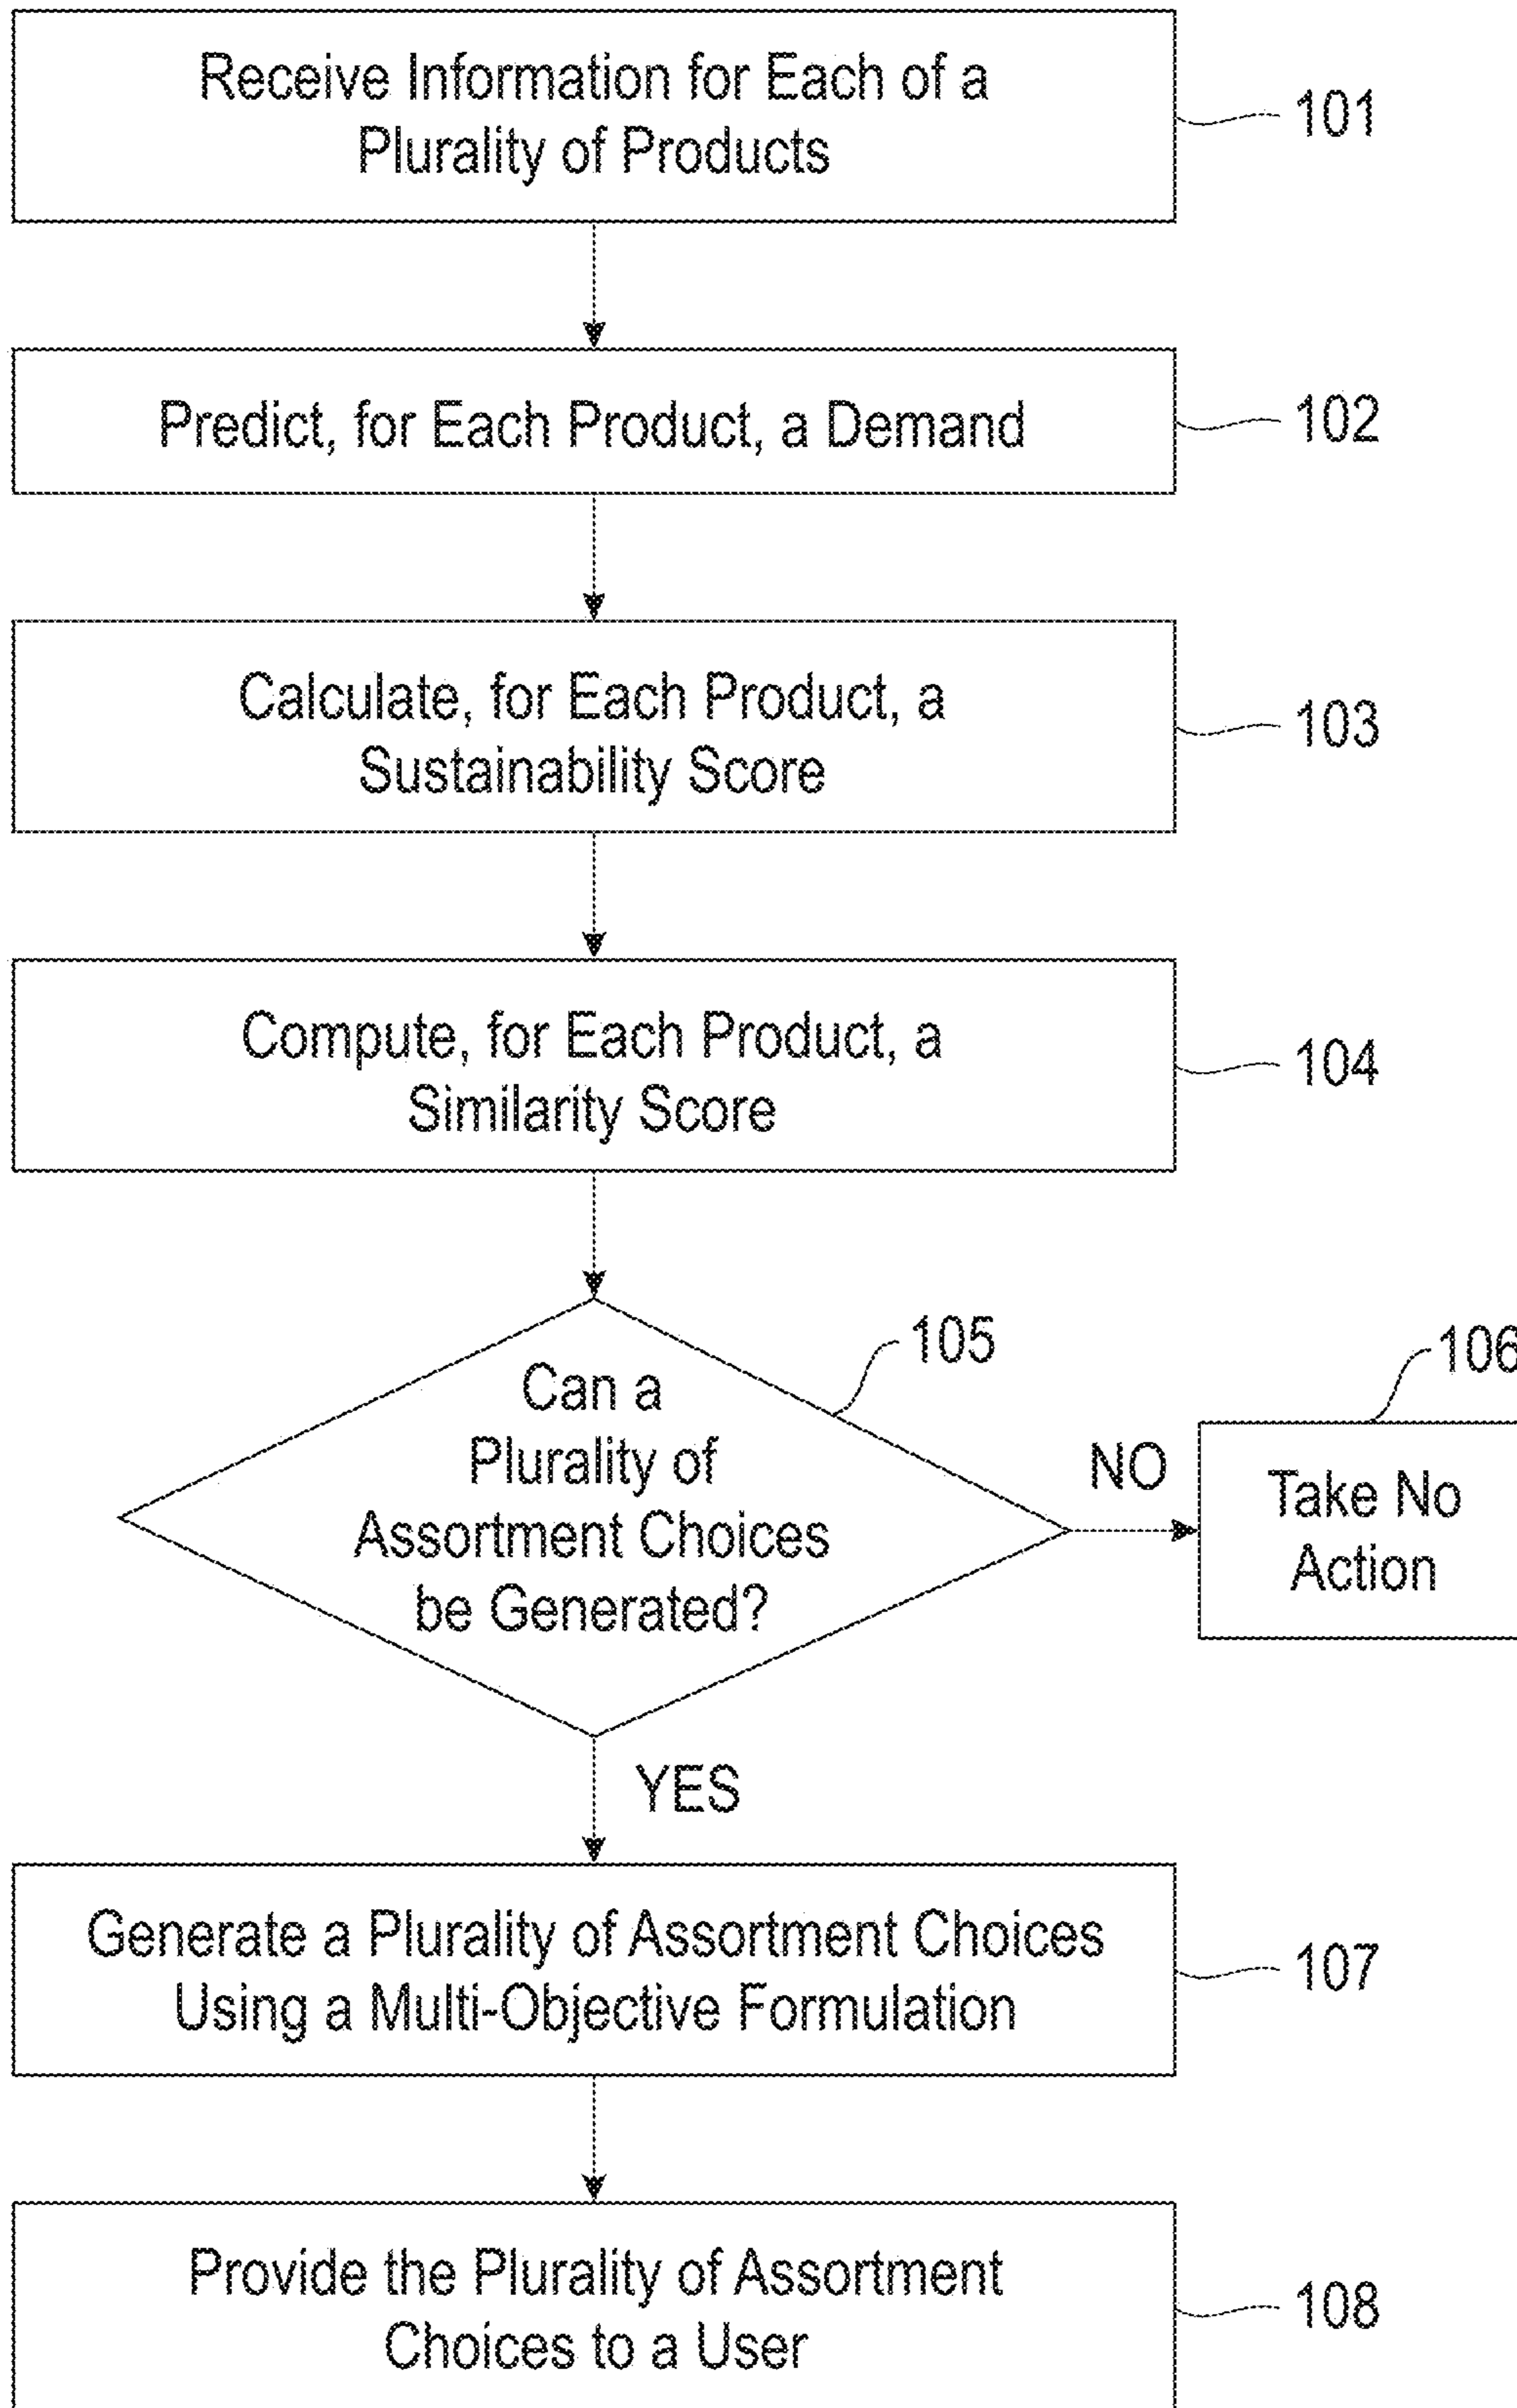 Receive Information for Each of a
Plurality of Products
101
Predict, for Each Product, a Demand
102
Calculate, for Each Product, a
Sustainability Score
103
Compute, for Each Product, a
Similarity Score
104
105
Can a
Plurality of
Assortment Choices
be Generated?
NO
106
Take No
Action
YES
Generate a Plurality of Assortment Choices
Using a Multi-Objective Formulation
107
Provide the Plurality of Assortment
Choices to a User
108